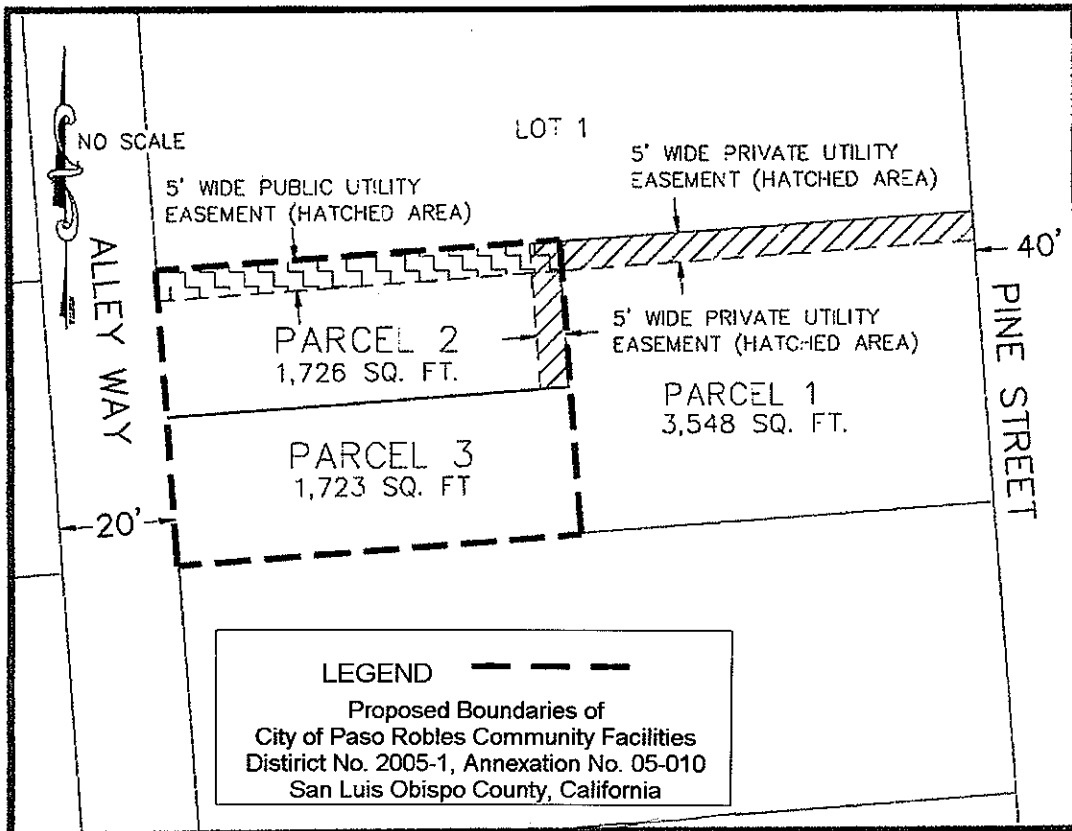 NO SCALE
LOT 1
5' WIDE PUBLIC UTILITY
EASEMENT (HATCHED AREA)
5' WIDE PRIVATE UTILITY
EASEMENT (HATCHED AREA)
ALLEY WAY
40'
PINE STREET
PARCEL 2
1,726 SQ. FT.
5' WIDE PRIVATE UTILITY
EASEMENT (HATCHED AREA)
PARCEL 1
3,548 SQ. FT.
PARCEL 3
1,723 SQ. FT
20'
LEGEND
Proposed Boundaries of
City of Paso Robles Community Facilities
Distirict No. 2005-1, Annexation No. 05-010
San Luis Obispo County, California